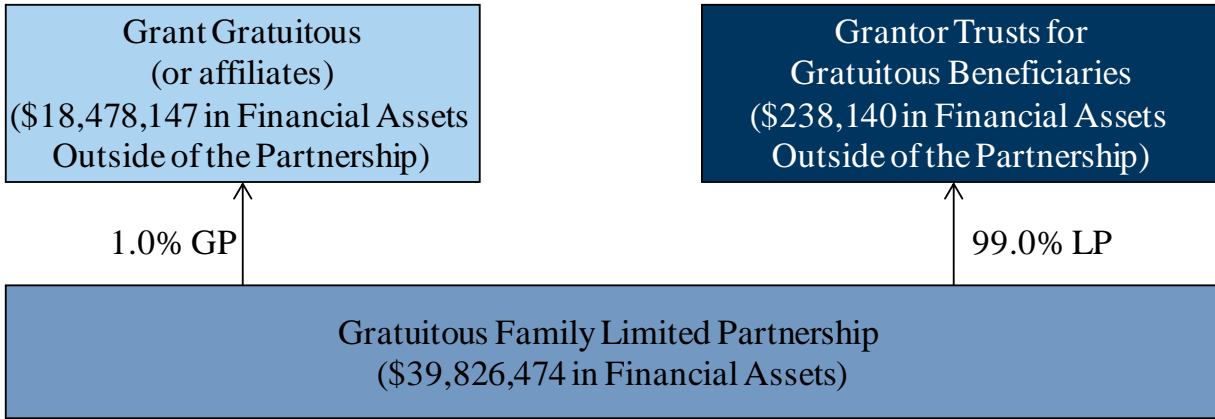 Grant Gratuitous
(or affiliates)
($18,478,147 in Financial Assets
Outside of the Partnership)
Grantor Trusts for
Gratuitous Beneficiaries
($238,140 in Financial Assets
Outside of the Partnership)
1.0% GP
99.0% LP
Gratuitous Family Limited Partnership
($39,826,474 in Financial Assets)